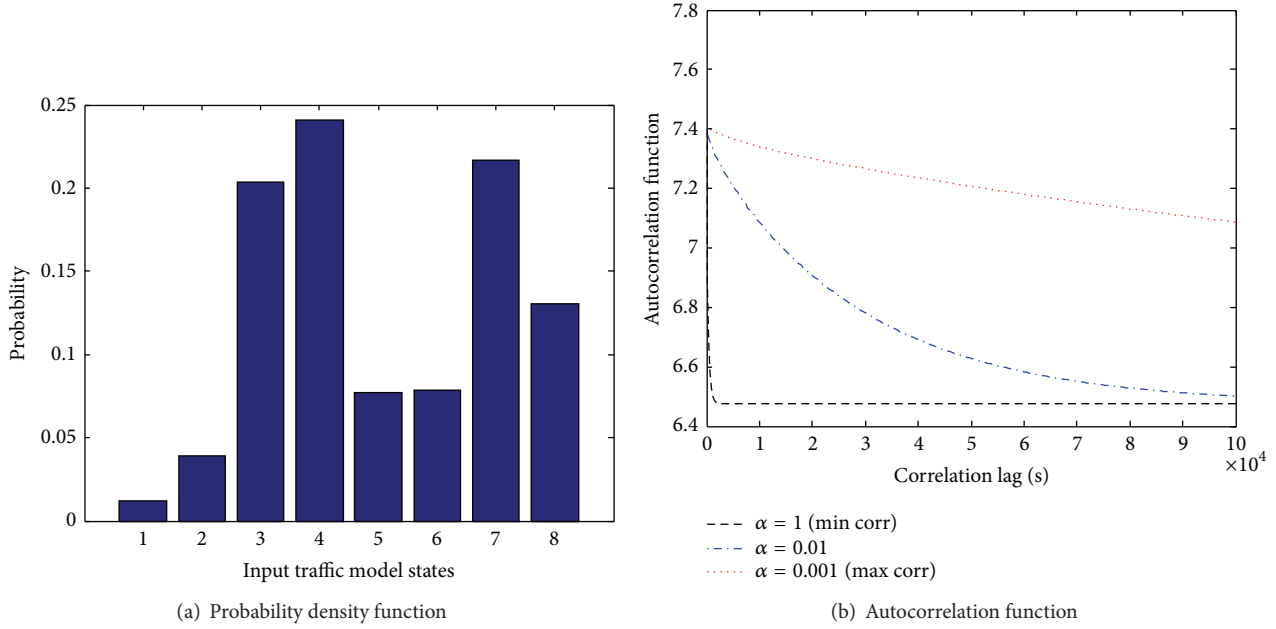 0.25
0.2
0.15
0.1
0.05
0
Probability
1 2 3 4 5 6 7 8
Input traffic model states
(a) Probability density function
7.8
7.6
7.4
7.2
7
6.8
6.6
6.4
Autocorrelation function
0 1 2 3 4 5 6 7 8 9 10
×10⁴
Correlation lag (s)
α = 1 (min corr)
α = 0.01
α = 0.001 (max corr)
(b) Autocorrelation function